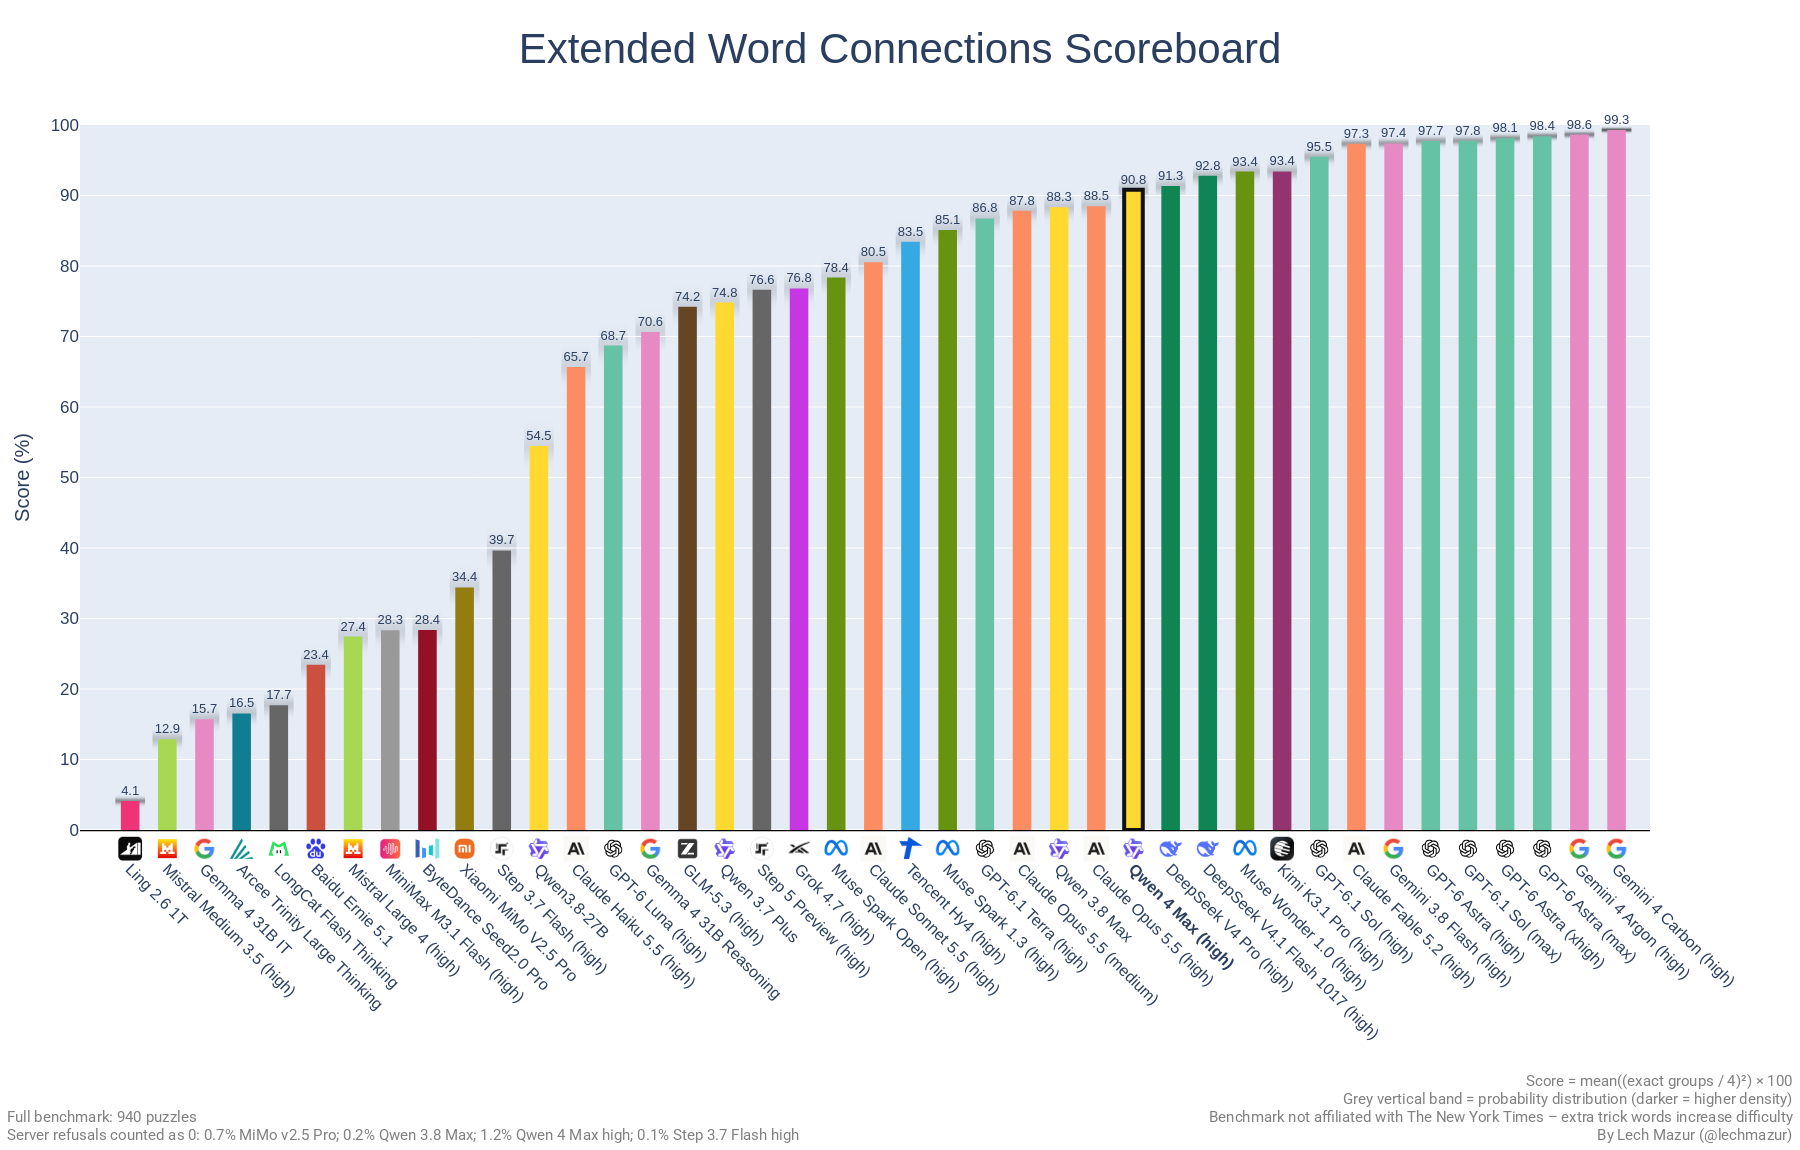 Extended Word Connections Scoreboard
Score (%)
100
90
80
70
60
50
40
30
20
10
0
4.1
12.9
15.7
16.5
17.7
23.4
27.4
28.3
28.4
34.4
39.7
54.5
65.7
68.7
70.6
74.2
74.8
76.6
76.8
78.4
80.5
83.5
85.1
86.8
87.8
88.3
88.5
90.8
91.3
92.8
93.4
93.4
95.5
97.3
97.4
97.7
97.8
98.1
98.4
98.6
99.3
Ling 2.6 1T
Mistral Medium 3.5 (high)
Gemma 4 31B IT
Arcee Trinity Large Thinking
LongCat Flash Thinking
Baidu Ernie 5.1
Mistral Large 4 (high)
MiniMax M3.1 Flash (high)
ByteDance Seed2.0 Pro
Xiaomi MiMo V2.5 Pro
Step 3.7 Flash (high)
Qwen3.8-27B
Claude Haiku 5.5 (high)
GPT-6 Luna (high)
Gemma 4 31B Reasoning
GLM-5.3 (high)
Qwen 3.7 Plus
Step 5 Preview (high)
Grok 4.7 (high)
Muse Spark Open (high)
Claude Sonnet 5.5 (high)
Tencent Hy4 (high)
Muse Spark 1.3 (high)
GPT-6.1 Terra (high)
Claude Opus 5.5 (medium)
Qwen 3.8 Max
Claude Opus 5.5 (high)
Qwen 4 Max (high)
DeepSeek V4 Pro (high)
DeepSeek V4.1 Flash 1017 (high)
Muse Wonder 1.0 (high)
Kimi K3.1 Pro (high)
GPT-6.1 Sol (high)
Claude Fable 5.2 (high)
Gemini 3.8 Flash (high)
GPT-6 Astra (high)
GPT-6.1 Sol (max)
GPT-6 Astra (xhigh)
GPT-6 Astra (max)
Gemini 4 Argon (high)
Gemini 4 Carbon (high)
Score = mean((exact groups / 4)²) × 100
Grey vertical band = probability distribution (darker = higher density)
Full benchmark: 940 puzzles
Benchmark not affiliated with The New York Times – extra trick words increase difficulty
Server refusals counted as 0: 0.7% MiMo v2.5 Pro; 0.2% Qwen 3.8 Max; 1.2% Qwen 4 Max high; 0.1% Step 3.7 Flash high
By Lech Mazur (@lechmazur)